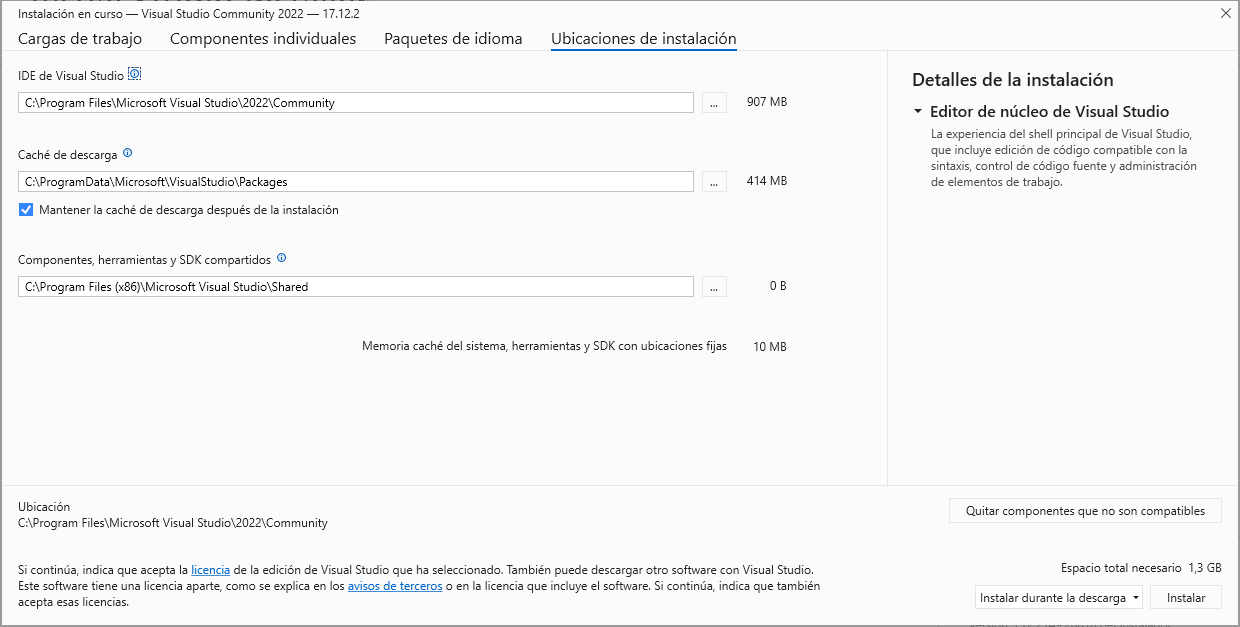 Instalación en curso — Visual Studio Community 2022 — 17.12.2
Cargas de trabajo Componentes individuales Paquetes de idioma Ubicaciones de instalación
IDE de Visual Studio
C:\Program Files\Microsoft Visual Studio\2022\Community ... 907 MB
Caché de descarga
C:\ProgramData\Microsoft\VisualStudio\Packages ... 414 MB
Mantener la caché de descarga después de la instalación
Componentes, herramientas y SDK compartidos
C:\Program Files (x86)\Microsoft Visual Studio\Shared ... 0 B
Memoria caché del sistema, herramientas y SDK con ubicaciones fijas 10 MB
Detalles de la instalación
Editor de núcleo de Visual Studio
La experiencia del shell principal de Visual Studio,
que incluye edición de código compatible con la
sintaxis, control de código fuente y administración
de elementos de trabajo.
Ubicación
C:\Program Files\Microsoft Visual Studio\2022\Community
Quitar componentes que no son compatibles
Si continúa, indica que acepta la licencia de la edición de Visual Studio que ha seleccionado. También puede descargar otro software con Visual Studio.
Este software tiene una licencia aparte, como se explica en los avisos de terceros o en la licencia que incluye el software. Si continúa, indica que también
acepta esas licencias.
Espacio total necesario 1,3 GB
Instalar durante la descarga Instalar